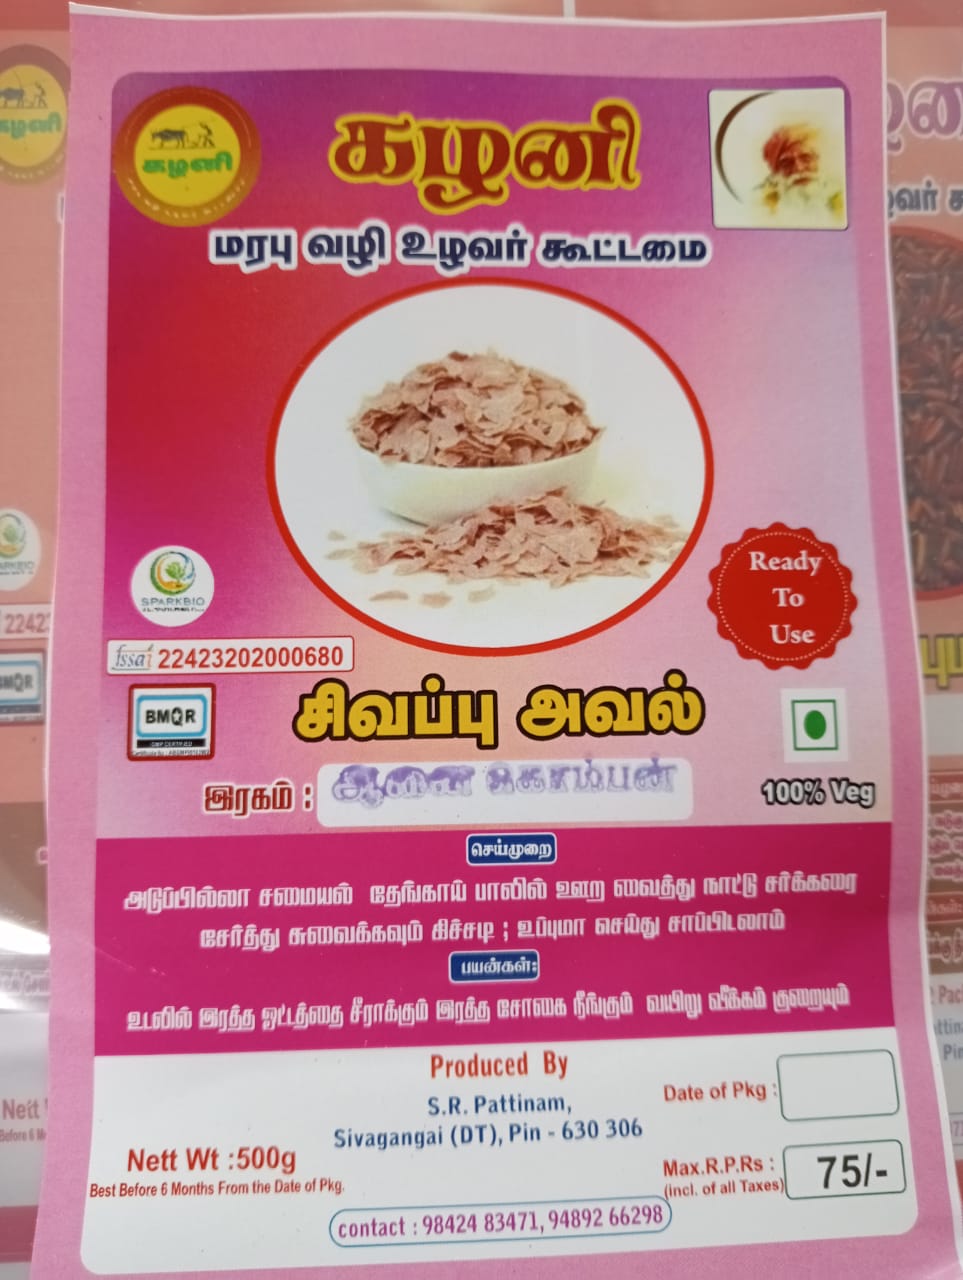 கழனி
கழனி
மரபு வழி உழவர் கூட்டமை
Ready
To
Use
SPARKBIO
fssai 22423202000680
BMQR
சிவப்பு அவல்
இரகம் : ஆனை கொம்பன்
100% Veg
செய்முறை
அடுப்பில்லா சமையல் தேங்காய் பாலில் ஊற வைத்து நாட்டு சர்க்கரை
சேர்த்து சுவைக்கவும் கிச்சடி ; உப்புமா செய்து சாப்பிடலாம்
பயன்கள்:
உடலில் இரத்த ஓட்டத்தை சீராக்கும் இரத்த சோகை நீங்கும் வயிறு வீக்கம் குறையும்
Produced By
S.R. Pattinam,
Sivagangai (DT), Pin - 630 306
Date of Pkg :
Nett Wt :500g
Best Before 6 Months From the Date of Pkg.
Max.R.P.Rs : 75/-
(incl. of all Taxes)
contact : 98424 83471, 94892 66298